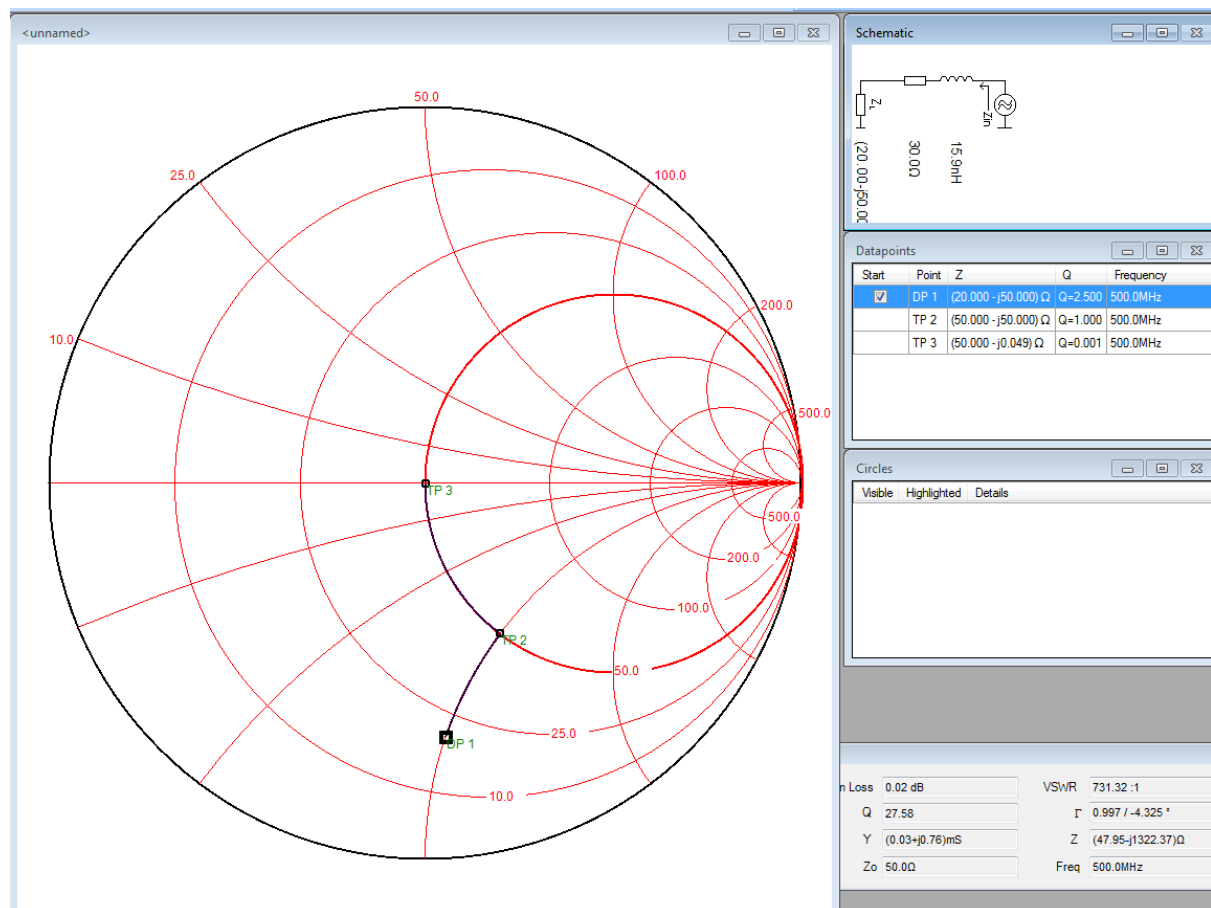 <unnamed>
50.0
25.0
100.0
10.0
200.0
500.0
TP 3
500.0
200.0
100.0
TP 2
50.0
25.0
DP 1
10.0
Schematic
ZL
Zin
(20.00-j50.00
30.0Ω
15.9nH
Datapoints
Start Point Z Q Frequency
DP 1 (20.000 - j50.000) Ω Q=2.500 500.0MHz
TP 2 (50.000 - j50.000) Ω Q=1.000 500.0MHz
TP 3 (50.000 - j0.049) Ω Q=0.001 500.0MHz
Circles
Visible Highlighted Details
n Loss 0.02 dB VSWR 731.32 :1
Q 27.58 Γ 0.997 / -4.325 °
Y (0.03+j0.76)mS Z (47.95-j1322.37)Ω
Zo 50.0Ω Freq 500.0MHz